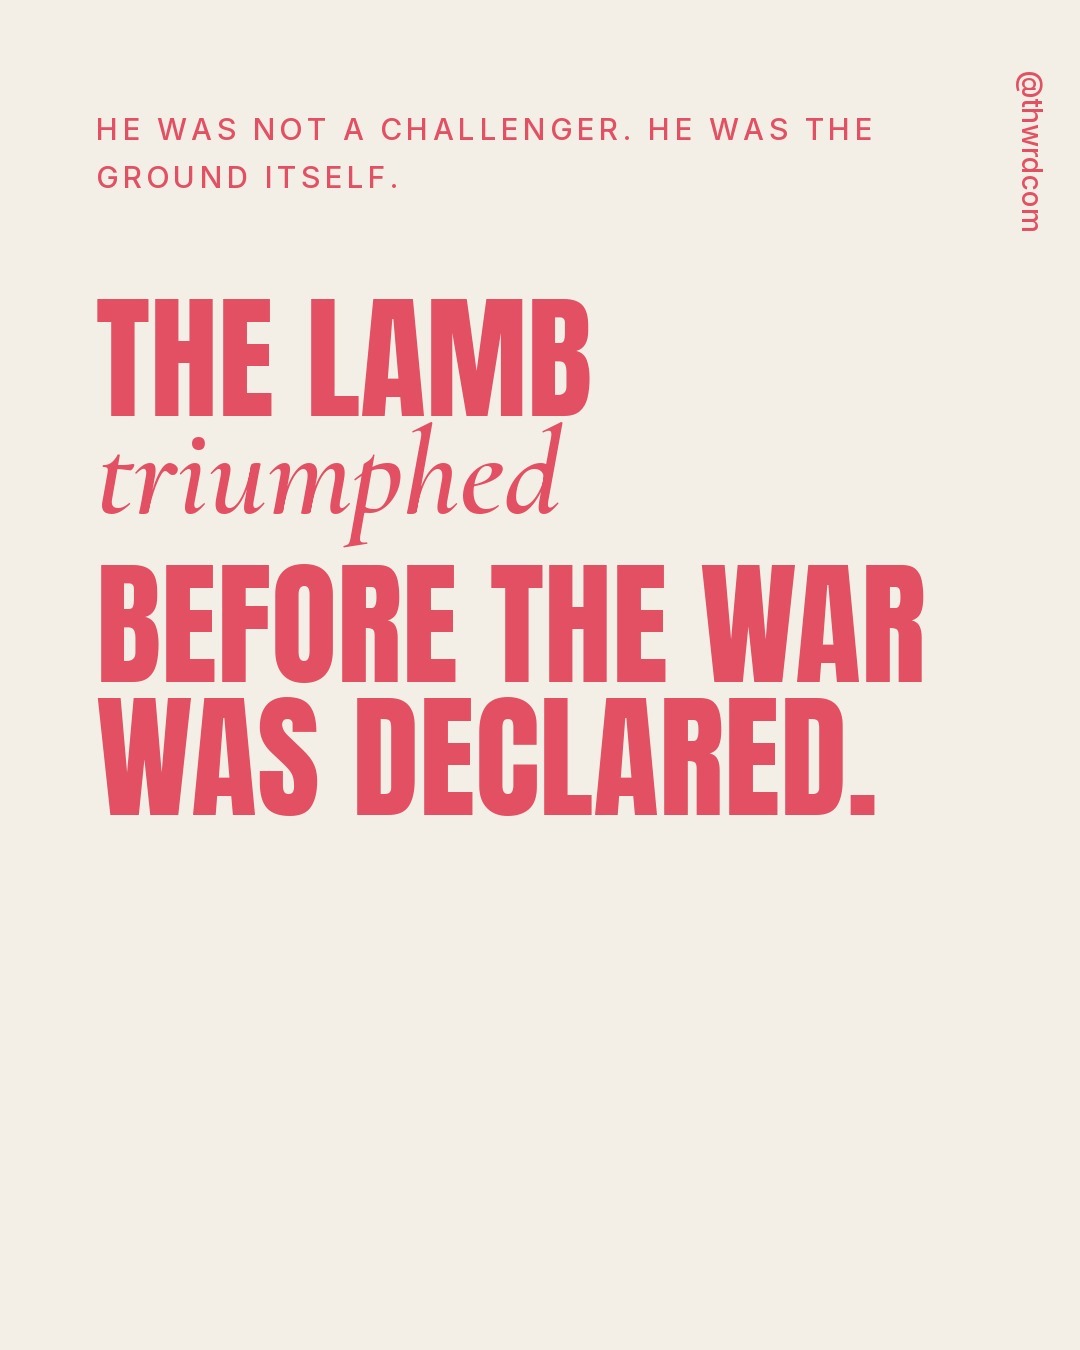 HE WAS NOT A CHALLENGER. HE WAS THE
GROUND ITSELF.
@thwrdcom
THE LAMB
triumphed
BEFORE THE WAR
WAS DECLARED.